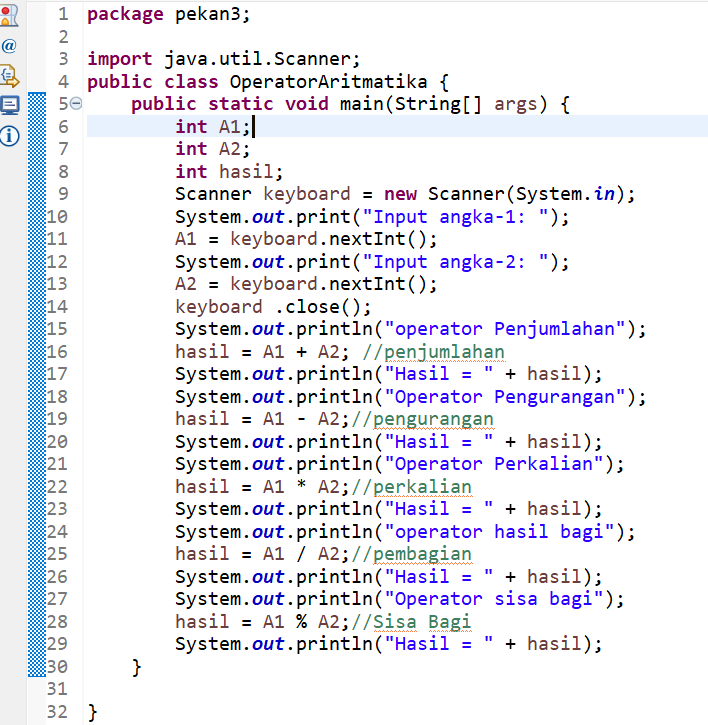 1 package pekan3;
2
3 import java.util.Scanner;
4 public class OperatorAritmatika {
5     public static void main(String[] args) {
6         int A1;
7         int A2;
8         int hasil;
9         Scanner keyboard = new Scanner(System.in);
10         System.out.print("Input angka-1: ");
11         A1 = keyboard.nextInt();
12         System.out.print("Input angka-2: ");
13         A2 = keyboard.nextInt();
14         keyboard .close();
15         System.out.println("operator Penjumlahan");
16         hasil = A1 + A2; //penjumlahan
17         System.out.println("Hasil = " + hasil);
18         System.out.println("Operator Pengurangan");
19         hasil = A1 - A2;//pengurangan
20         System.out.println("Hasil = " + hasil);
21         System.out.println("Operator Perkalian");
22         hasil = A1 * A2;//perkalian
23         System.out.println("Hasil = " + hasil);
24         System.out.println("operator hasil bagi");
25         hasil = A1 / A2;//pembagian
26         System.out.println("Hasil = " + hasil);
27         System.out.println("Operator sisa bagi");
28         hasil = A1 % A2;//Sisa Bagi
29         System.out.println("Hasil = " + hasil);
30     }
31
32 }